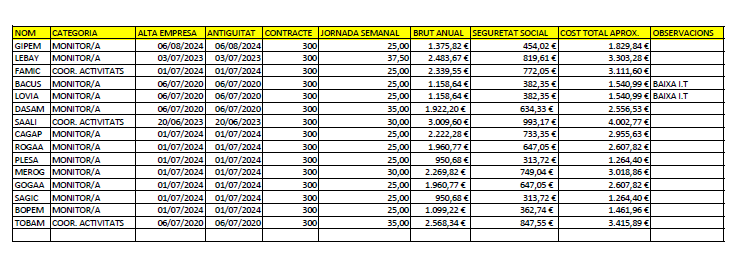 NOM CATEGORIA ALTA EMPRESA ANTIGUITAT CONTRACTE JORNADA SEMANAL BRUT ANUAL SEGURETAT SOCIAL COST TOTAL APROX. OBSERVACIONS
GIPEM MONITOR/A 06/08/2024 06/08/2024 300 25,00 1.375,82 € 454,02 € 1.829,84 €
LEBAY MONITOR/A 03/07/2023 03/07/2023 300 37,50 2.483,67 € 819,61 € 3.303,28 €
FAMIC COOR. ACTIVITATS 01/07/2024 01/07/2024 300 25,00 2.339,55 € 772,05 € 3.111,60 €
BACUS MONITOR/A 06/07/2020 06/07/2020 300 25,00 1.158,64 € 382,35 € 1.540,99 € BAIXA I.T
LOVIA MONITOR/A 06/07/2020 06/07/2020 300 25,00 1.158,64 € 382,35 € 1.540,99 € BAIXA I.T
DASAM MONITOR/A 06/07/2020 06/07/2020 300 35,00 1.922,20 € 634,33 € 2.556,53 €
SAALI COOR. ACTIVITATS 20/06/2023 20/06/2023 300 30,00 3.009,60 € 993,17 € 4.002,77 €
CAGAP MONITOR/A 01/07/2024 01/07/2024 300 25,00 2.222,28 € 733,35 € 2.955,63 €
ROGAA MONITOR/A 01/07/2024 01/07/2024 300 25,00 1.960,77 € 647,05 € 2.607,82 €
PLESA MONITOR/A 01/07/2024 01/07/2024 300 25,00 950,68 € 313,72 € 1.264,40 €
MEROG MONITOR/A 01/07/2024 01/07/2024 300 30,00 2.269,82 € 749,04 € 3.018,86 €
GOGAA MONITOR/A 01/07/2024 01/07/2024 300 25,00 1.960,77 € 647,05 € 2.607,82 €
SAGIC MONITOR/A 01/07/2024 01/07/2024 300 25,00 950,68 € 313,72 € 1.264,40 €
BOPEM MONITOR/A 01/07/2024 01/07/2024 300 25,00 1.099,22 € 362,74 € 1.461,96 €
TOBAM COOR. ACTIVITATS 06/07/2020 06/07/2020 300 35,00 2.568,34 € 847,55 € 3.415,89 €